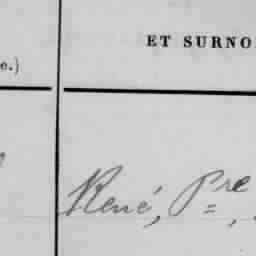 ET SURNO
e.)
René, Pre